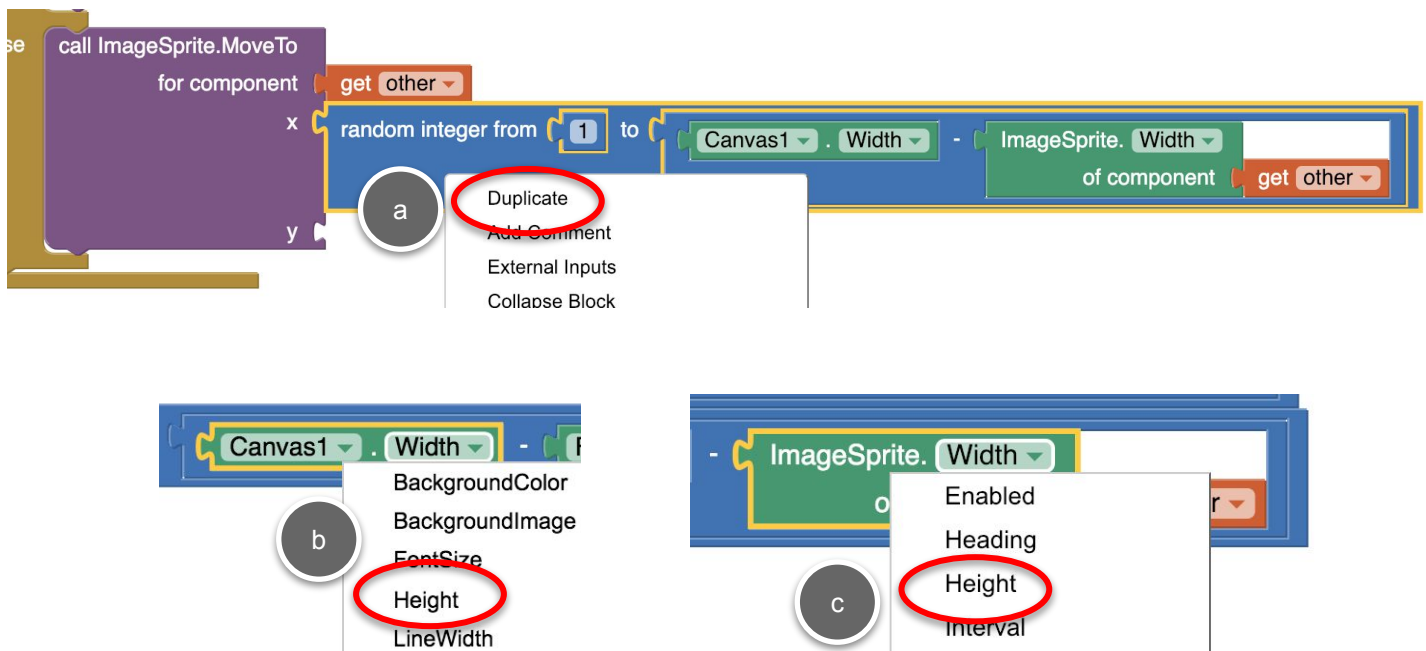 se
call ImageSprite.MoveTo
for component
get other
x
random integer from 1 to Canvas1 . Width - ImageSprite. Width
of component get other
a
Duplicate
y
Add Comment
External Inputs
Collapse Block
Canvas1 . Width -
BackgroundColor
BackgroundImage
b
FontSize
Height
LineWidth
- ImageSprite. Width
Enabled
Heading
Height
c
Interval